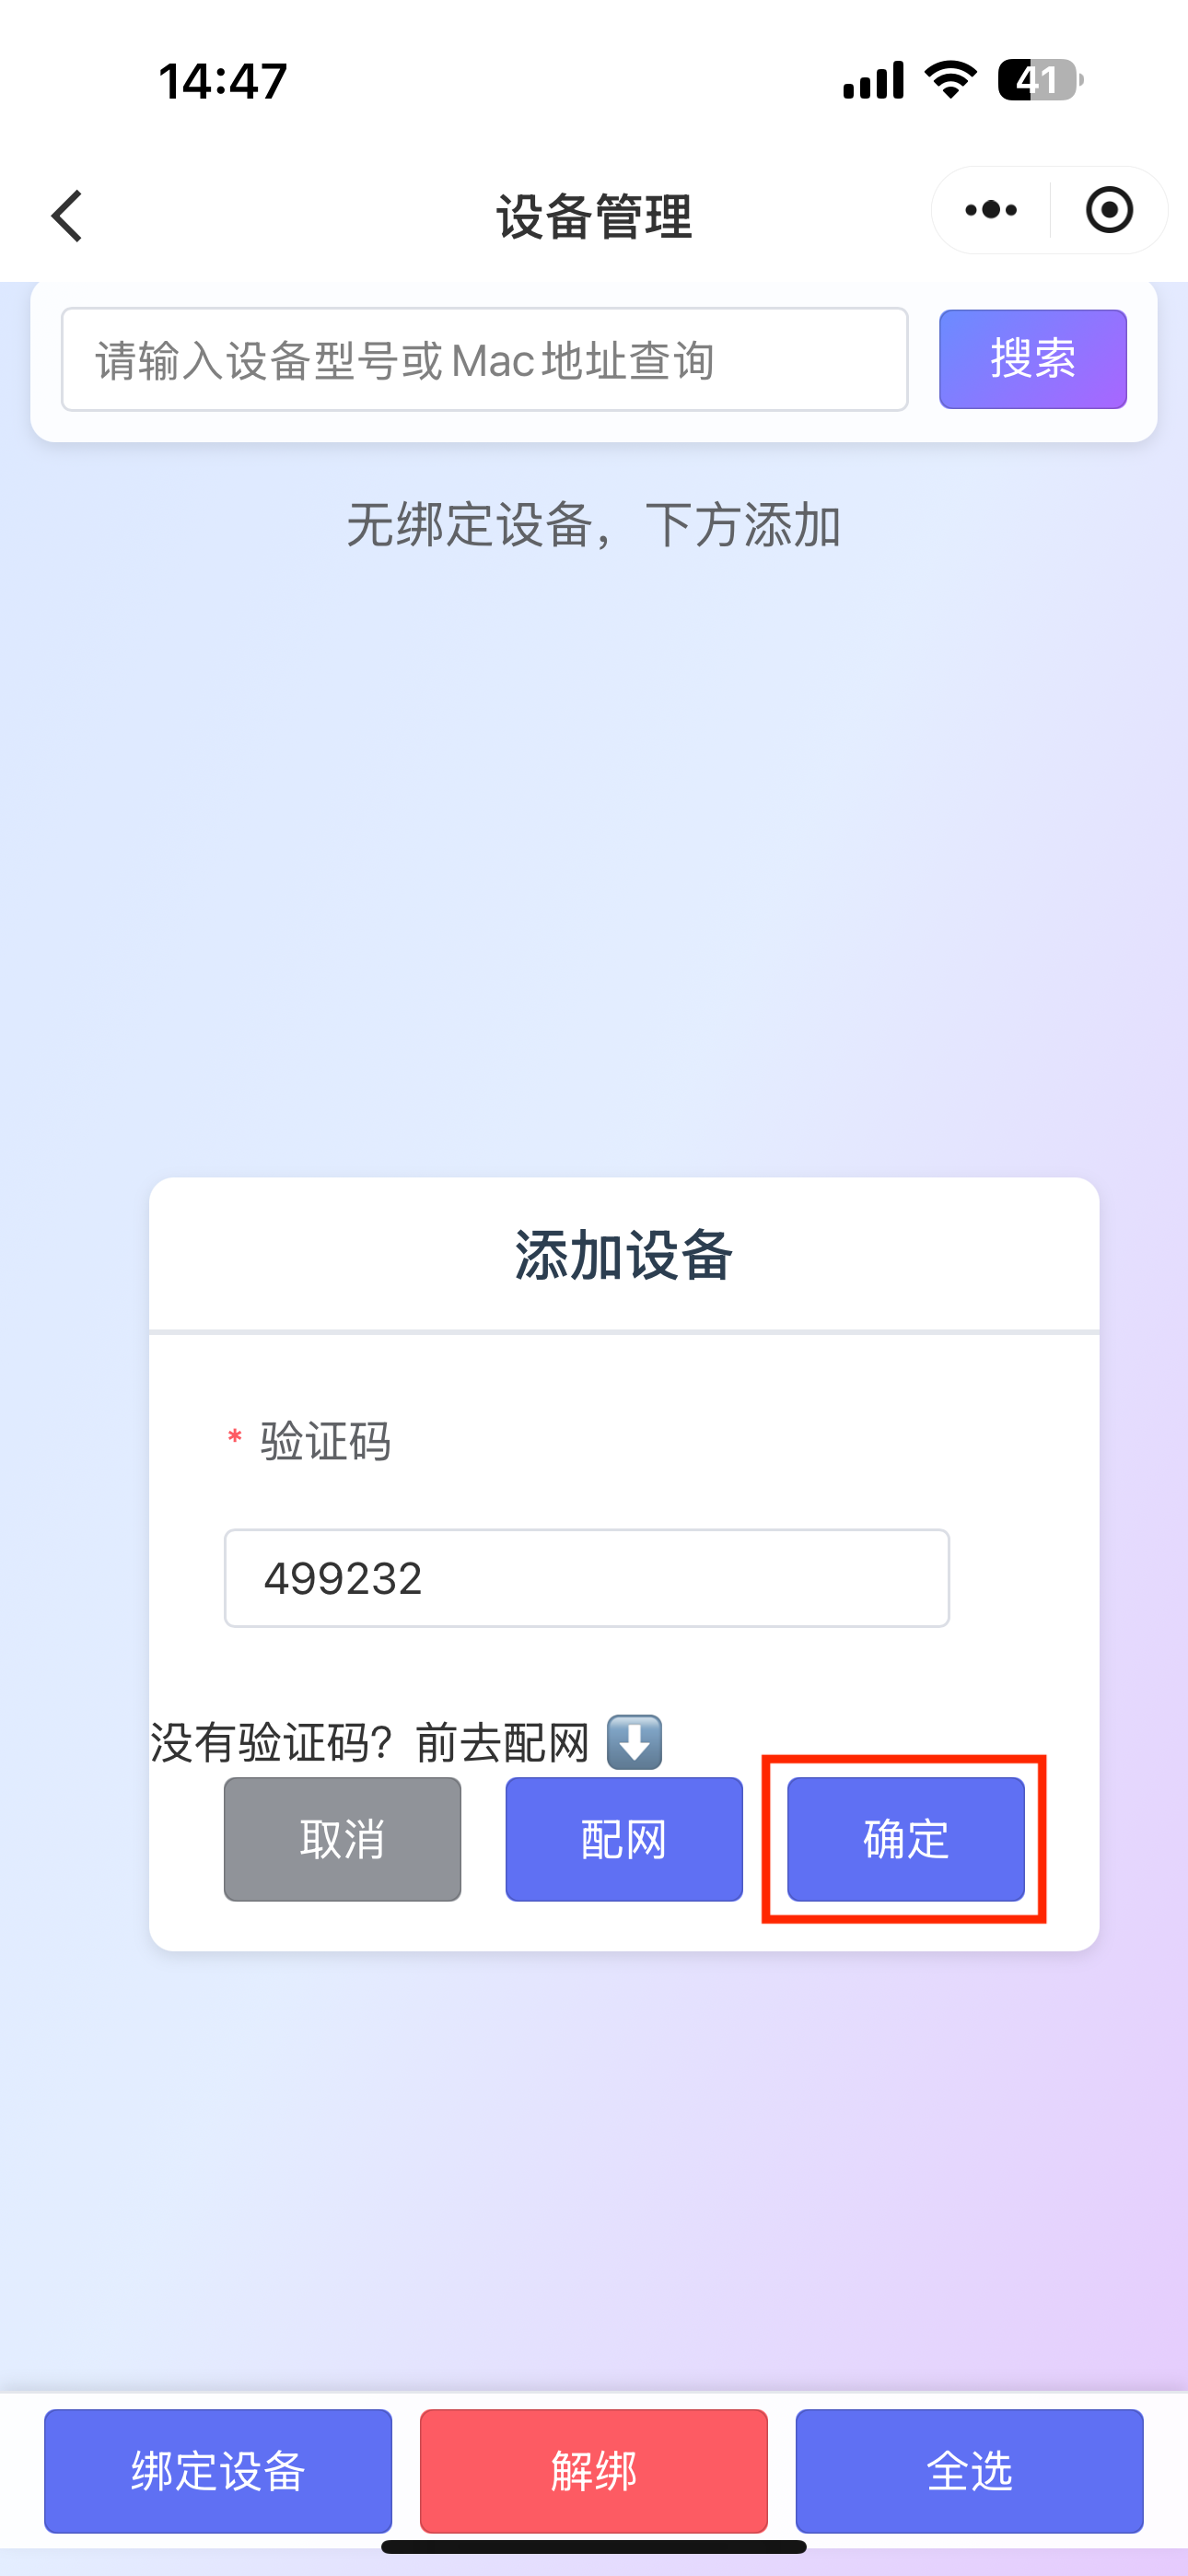 14:47
41
设备管理
请输入设备型号或 Mac 地址查询
搜索
无绑定设备，下方添加
添加设备
* 验证码
499232
没有验证码？前去配网 ⬇️
取消
配网
确定
绑定设备
解绑
全选